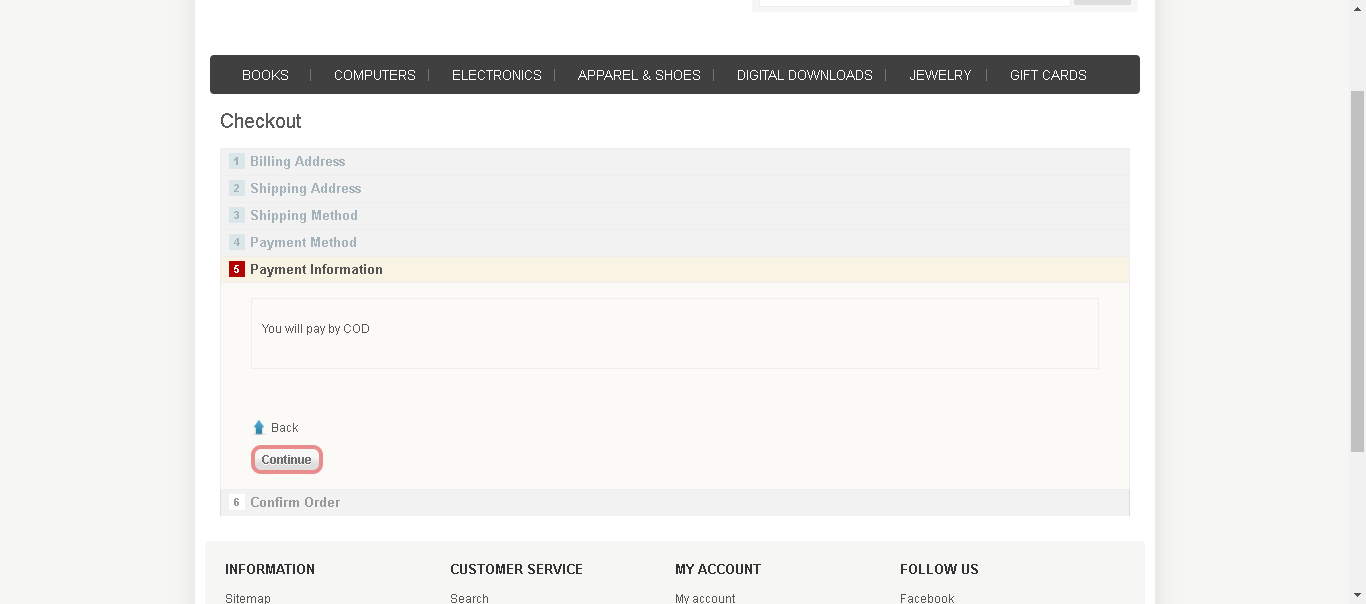 BOOKS COMPUTERS ELECTRONICS APPAREL & SHOES DIGITAL DOWNLOADS JEWELRY GIFT CARDS
Checkout
1 Billing Address
2 Shipping Address
3 Shipping Method
4 Payment Method
5 Payment Information
You will pay by COD
Back
Continue
6 Confirm Order
INFORMATION CUSTOMER SERVICE MY ACCOUNT FOLLOW US
Sitemap Search My account Facebook